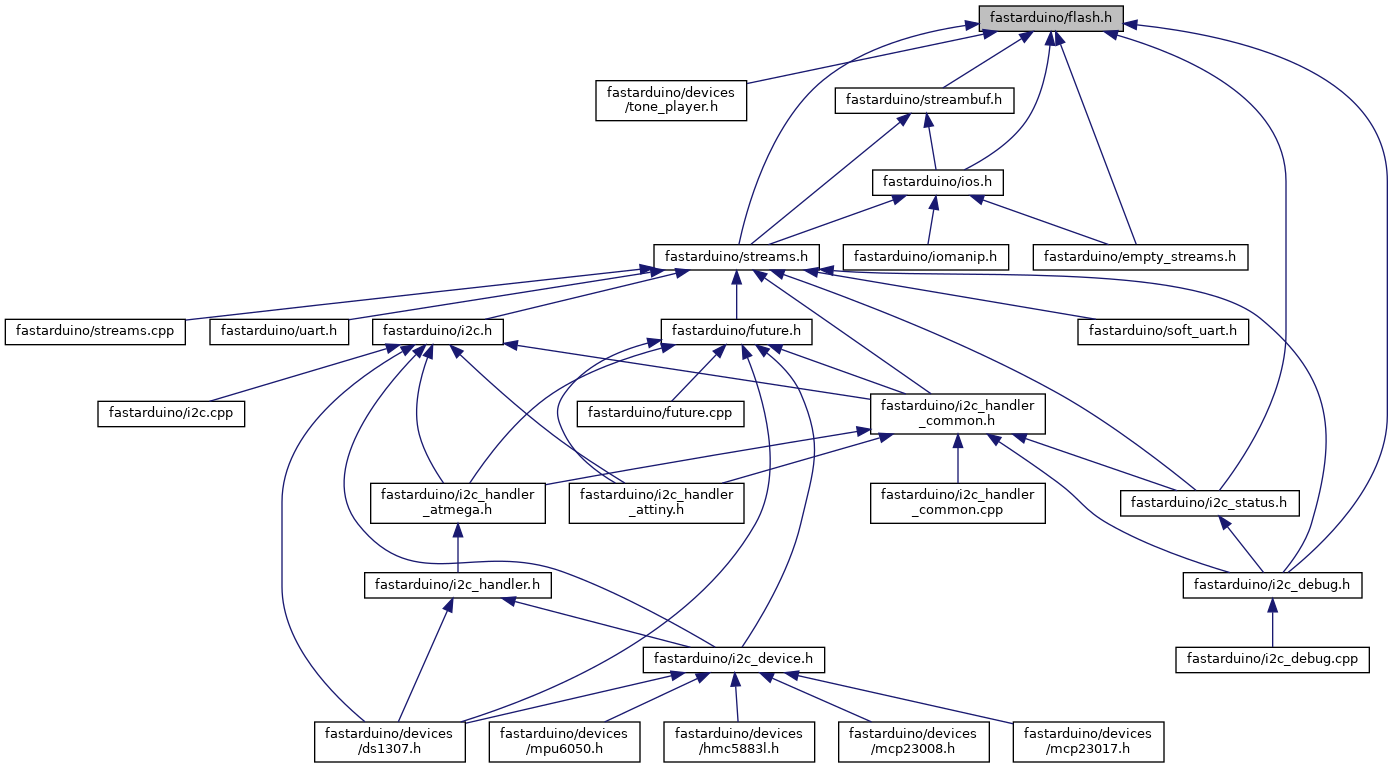 fastarduino/flash.h
fastarduino/devices
/tone_player.h
fastarduino/streambuf.h
fastarduino/ios.h
fastarduino/streams.h
fastarduino/iomanip.h
fastarduino/empty_streams.h
fastarduino/streams.cpp
fastarduino/uart.h
fastarduino/i2c.h
fastarduino/future.h
fastarduino/soft_uart.h
fastarduino/i2c.cpp
fastarduino/future.cpp
fastarduino/i2c_handler
_common.h
fastarduino/i2c_handler
_atmega.h
fastarduino/i2c_handler
_attiny.h
fastarduino/i2c_handler
_common.cpp
fastarduino/i2c_status.h
fastarduino/i2c_handler.h
fastarduino/i2c_debug.h
fastarduino/i2c_device.h
fastarduino/i2c_debug.cpp
fastarduino/devices
/ds1307.h
fastarduino/devices
/mpu6050.h
fastarduino/devices
/hmc5883l.h
fastarduino/devices
/mcp23008.h
fastarduino/devices
/mcp23017.h